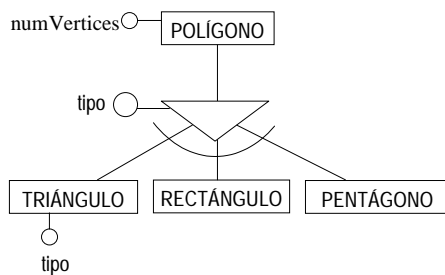 numVertices
POLÍGONO
tipo
TRIÁNGULO
RECTÁNGULO
PENTÁGONO
tipo